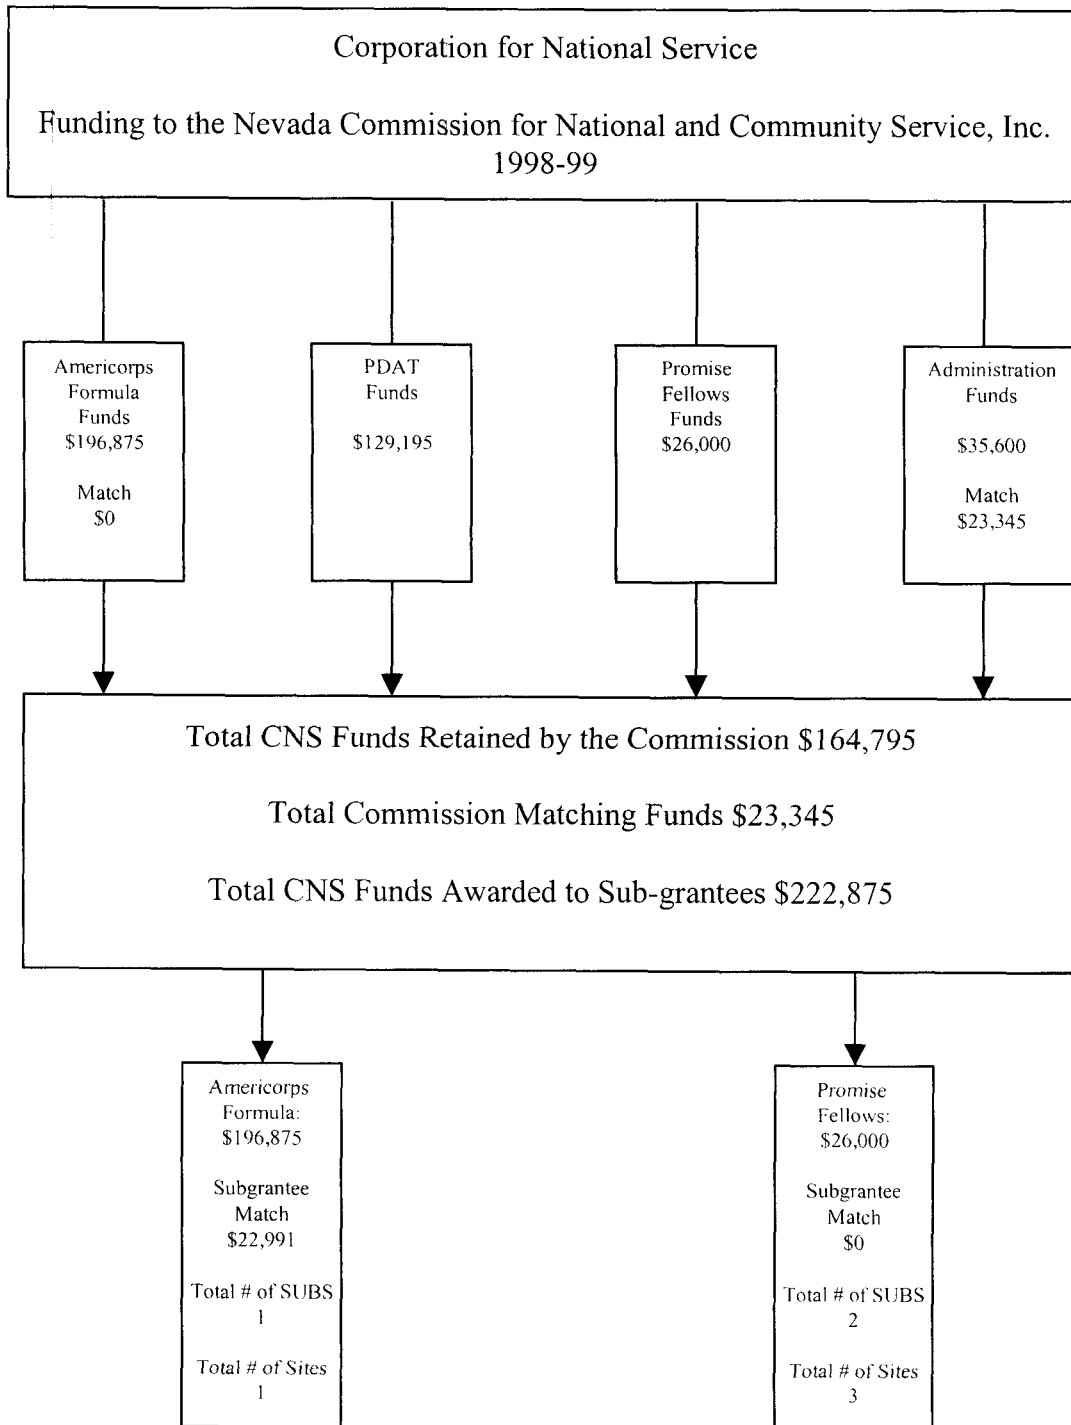 Corporation for National Service
Funding to the Nevada Commission for National and Community Service, Inc.
1998-99
Americorps
Formula
Funds
$196,875
Match
$0
PDAT
Funds
$129,195
Promise
Fellows
Funds
$26,000
Administration
Funds
$35,600
Match
$23,345
Total CNS Funds Retained by the Commission $164,795
Total Commission Matching Funds $23,345
Total CNS Funds Awarded to Sub-grantees $222,875
Americorps
Formula:
$196,875
Subgrantee
Match
$22,991
Total # of SUBS
1
Total # of Sites
1
Promise
Fellows:
$26,000
Subgrantee
Match
$0
Total # of SUBS
2
Total # of Sites
3